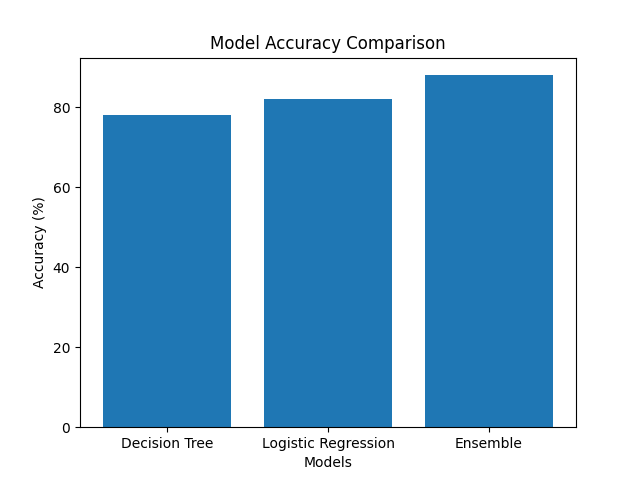 Model Accuracy Comparison
Accuracy (%)
80
60
40
20
0
Decision Tree
Logistic Regression
Ensemble
Models